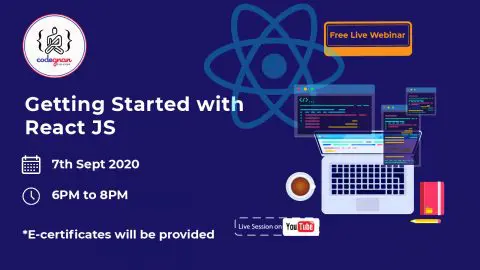 codegnan
Free Live Webinar
Getting Started with
React JS
7th Sept 2020
6PM to 8PM
*E-certificates will be provided
Live Session on YouTube